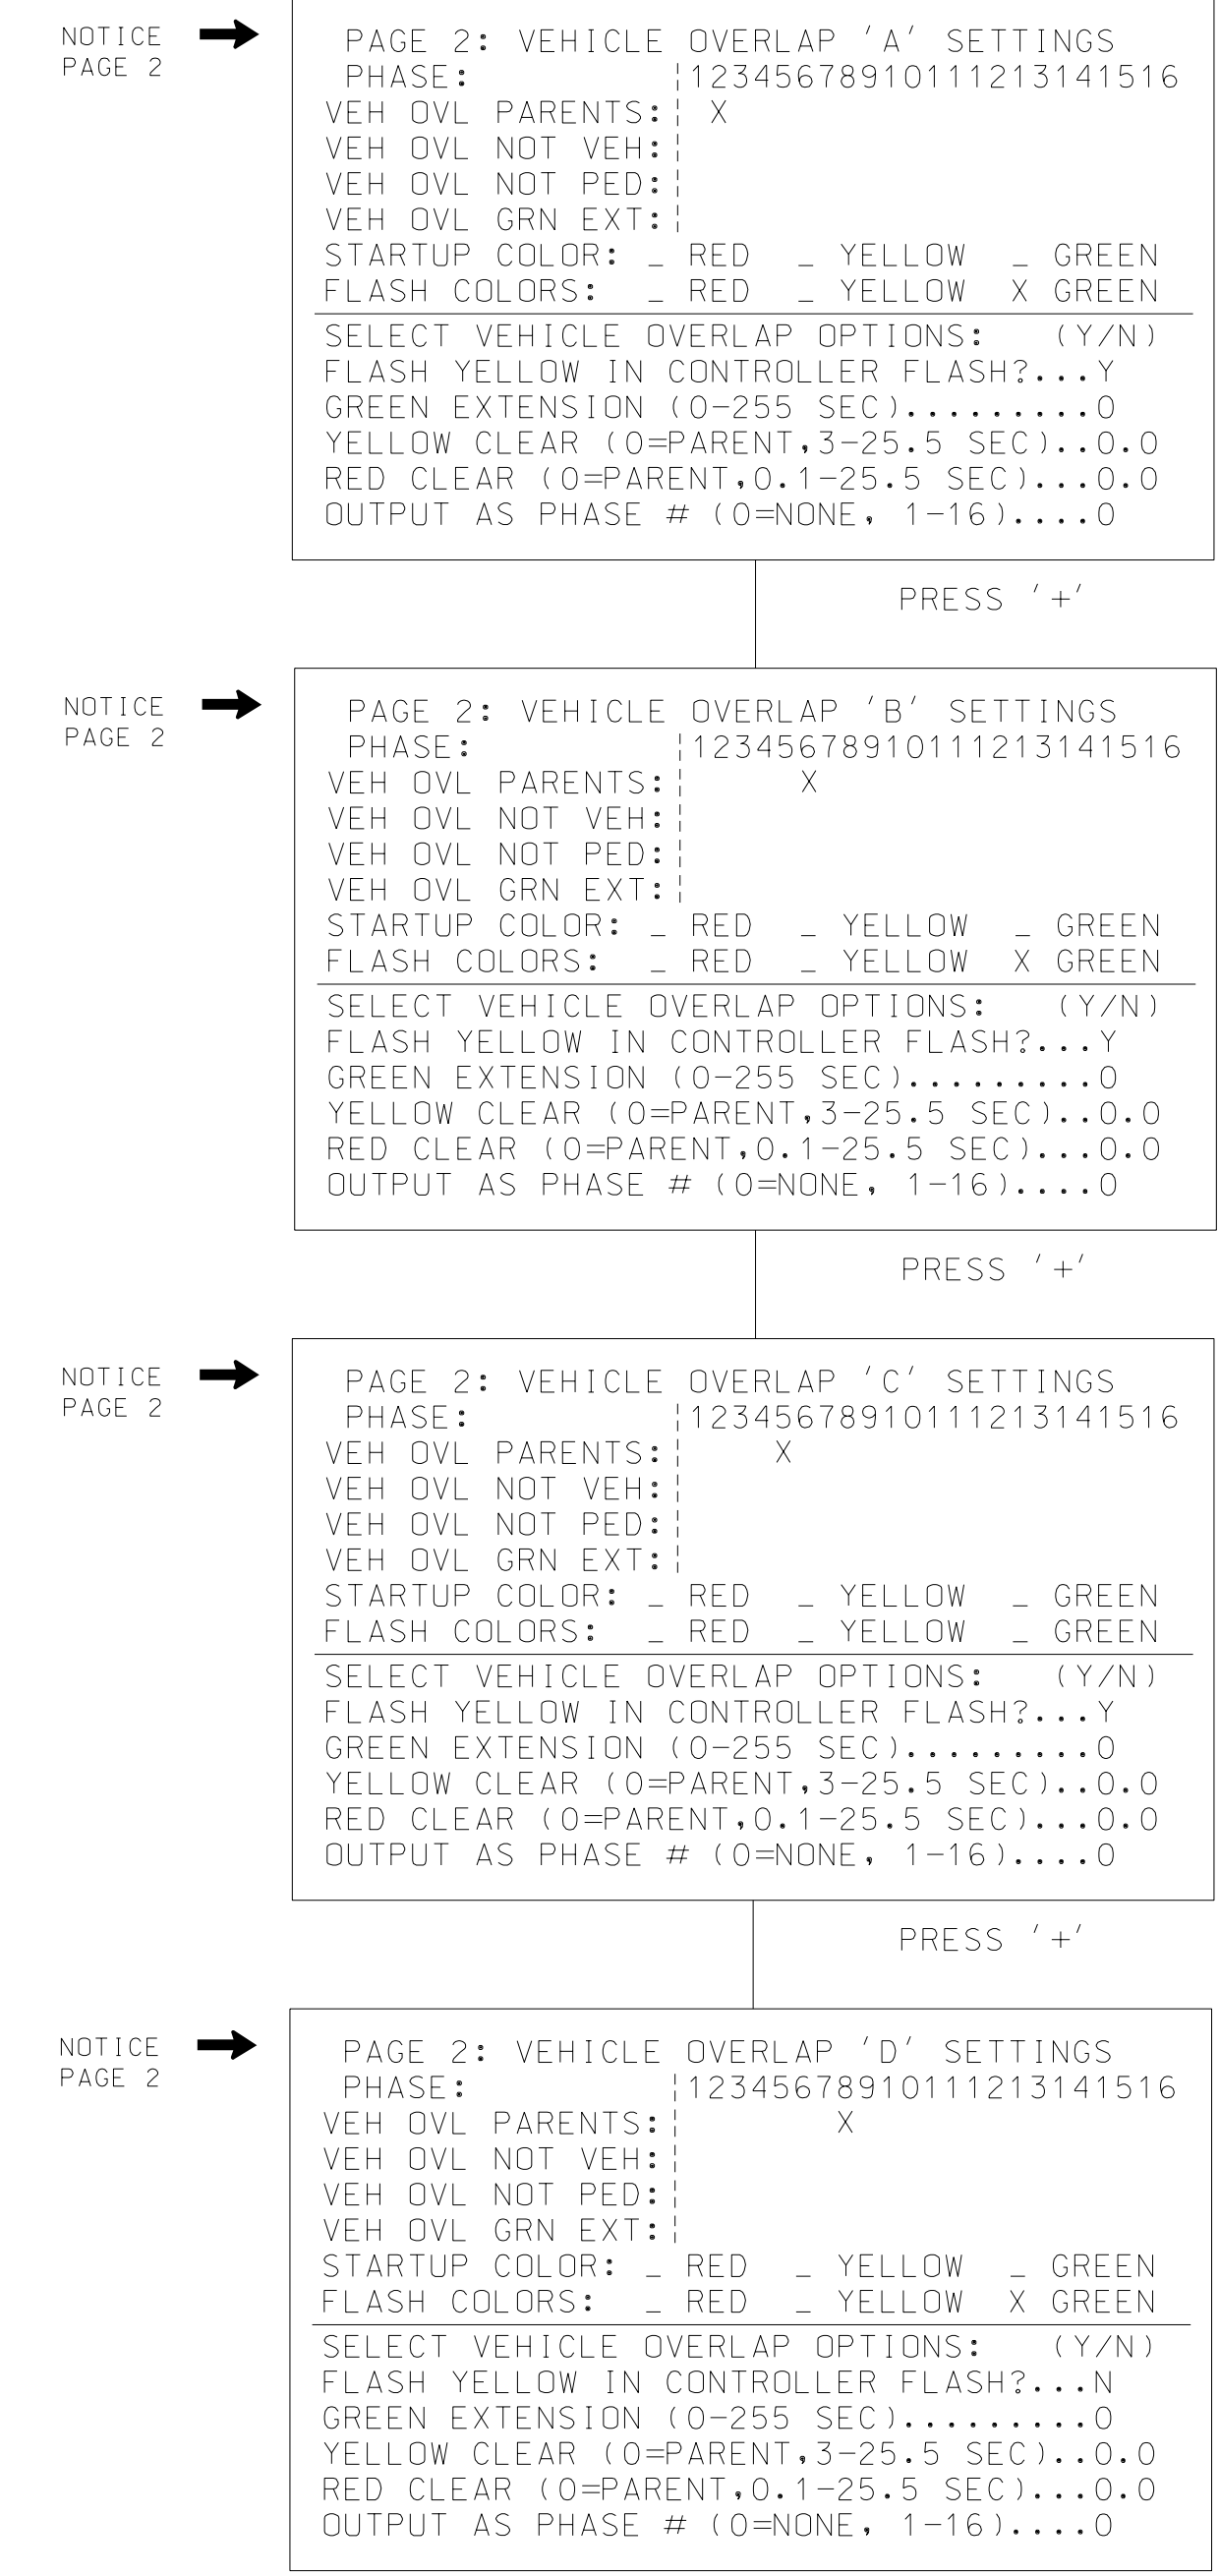 NOTICE
PAGE 2
PAGE 2: VEHICLE OVERLAP 'A' SETTINGS
PHASE: |12345678910111213141516
VEH OVL PARENTS:| X
VEH OVL NOT VEH:|
VEH OVL NOT PED:|
VEH OVL GRN EXT:|
STARTUP COLOR: _ RED _ YELLOW _ GREEN
FLASH COLORS: _ RED _ YELLOW X GREEN
SELECT VEHICLE OVERLAP OPTIONS: (Y/N)
FLASH YELLOW IN CONTROLLER FLASH?...Y
GREEN EXTENSION (0-255 SEC).........0
YELLOW CLEAR (0=PARENT,3-25.5 SEC)..0.0
RED CLEAR (0=PARENT,0.1-25.5 SEC)...0.0
OUTPUT AS PHASE # (0=NONE, 1-16)....0
PRESS '+'
NOTICE
PAGE 2
PAGE 2: VEHICLE OVERLAP 'B' SETTINGS
PHASE: |12345678910111213141516
VEH OVL PARENTS:| X
VEH OVL NOT VEH:|
VEH OVL NOT PED:|
VEH OVL GRN EXT:|
STARTUP COLOR: _ RED _ YELLOW _ GREEN
FLASH COLORS: _ RED _ YELLOW X GREEN
SELECT VEHICLE OVERLAP OPTIONS: (Y/N)
FLASH YELLOW IN CONTROLLER FLASH?...Y
GREEN EXTENSION (0-255 SEC).........0
YELLOW CLEAR (0=PARENT,3-25.5 SEC)..0.0
RED CLEAR (0=PARENT,0.1-25.5 SEC)...0.0
OUTPUT AS PHASE # (0=NONE, 1-16)....0
PRESS '+'
NOTICE
PAGE 2
PAGE 2: VEHICLE OVERLAP 'C' SETTINGS
PHASE: |12345678910111213141516
VEH OVL PARENTS:| X
VEH OVL NOT VEH:|
VEH OVL NOT PED:|
VEH OVL GRN EXT:|
STARTUP COLOR: _ RED _ YELLOW _ GREEN
FLASH COLORS: _ RED _ YELLOW _ GREEN
SELECT VEHICLE OVERLAP OPTIONS: (Y/N)
FLASH YELLOW IN CONTROLLER FLASH?...Y
GREEN EXTENSION (0-255 SEC).........0
YELLOW CLEAR (0=PARENT,3-25.5 SEC)..0.0
RED CLEAR (0=PARENT,0.1-25.5 SEC)...0.0
OUTPUT AS PHASE # (0=NONE, 1-16)....0
PRESS '+'
NOTICE
PAGE 2
PAGE 2: VEHICLE OVERLAP 'D' SETTINGS
PHASE: |12345678910111213141516
VEH OVL PARENTS:| X
VEH OVL NOT VEH:|
VEH OVL NOT PED:|
VEH OVL GRN EXT:|
STARTUP COLOR: _ RED _ YELLOW _ GREEN
FLASH COLORS: _ RED _ YELLOW X GREEN
SELECT VEHICLE OVERLAP OPTIONS: (Y/N)
FLASH YELLOW IN CONTROLLER FLASH?...N
GREEN EXTENSION (0-255 SEC).........0
YELLOW CLEAR (0=PARENT,3-25.5 SEC)..0.0
RED CLEAR (0=PARENT,0.1-25.5 SEC)...0.0
OUTPUT AS PHASE # (0=NONE, 1-16)....0